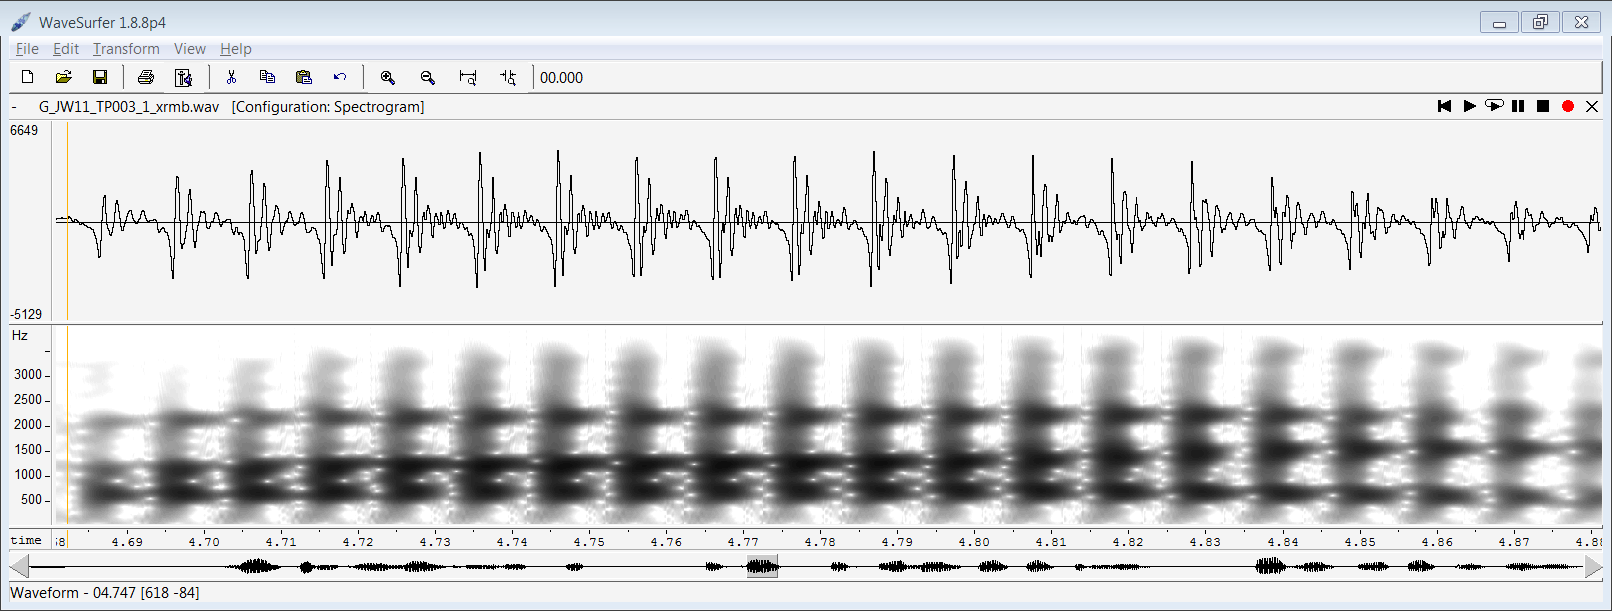 WaveSurfer 1.8.8p4
File Edit Transform View Help
00.000
- G_JW11_TP003_1_xrmb.wav [Configuration: Spectrogram]
6649
-5129
Hz
3000
2500
2000
1500
1000
500
time 4.69 4.70 4.71 4.72 4.73 4.74 4.75 4.76 4.77 4.78 4.79 4.80 4.81 4.82 4.83 4.84 4.85 4.86 4.87
Waveform - 04.747 [618 -84]